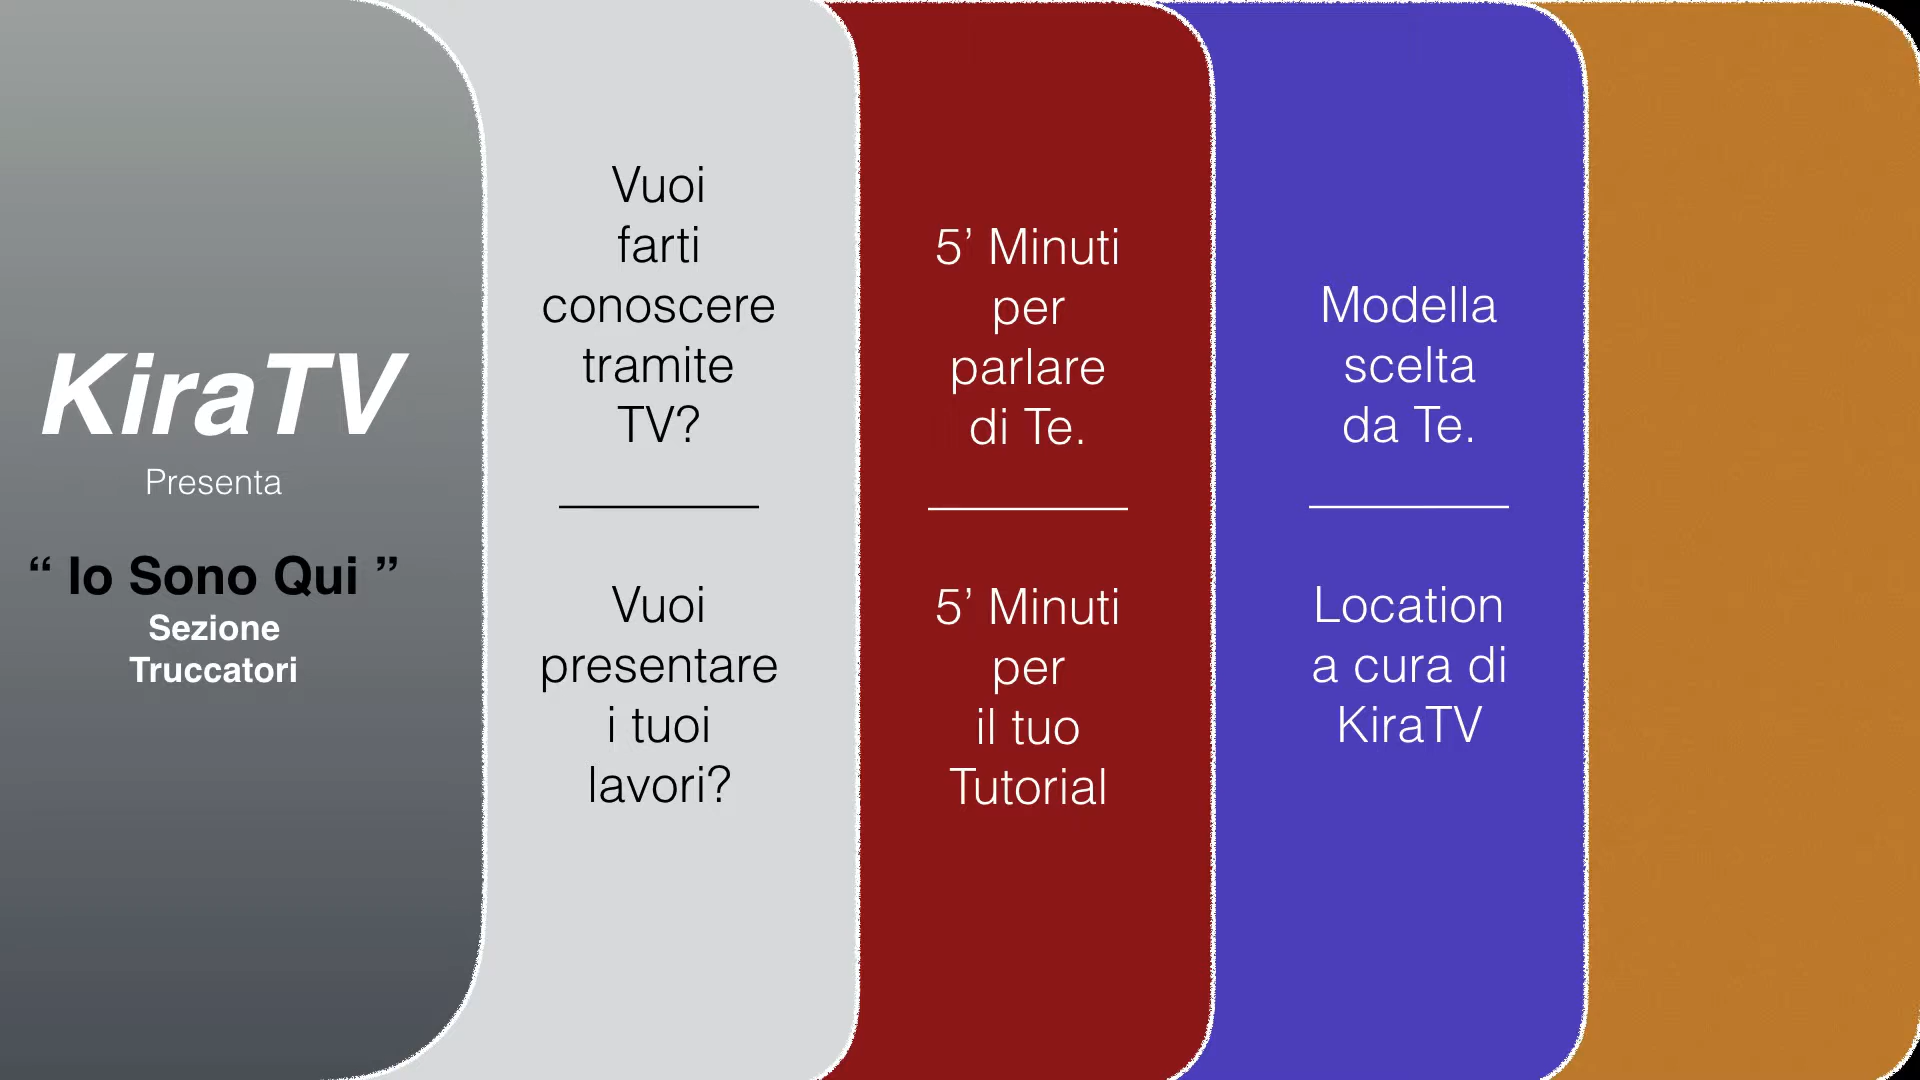 KiraTV
Presenta
“ Io Sono Qui ”
Sezione
Truccatori
Vuoi
farti
conoscere
tramite
TV?
Vuoi
presentare
i tuoi
lavori?
5’ Minuti
per
parlare
di Te.
5’ Minuti
per
il tuo
Tutorial
Modella
scelta
da Te.
Location
a cura di
KiraTV